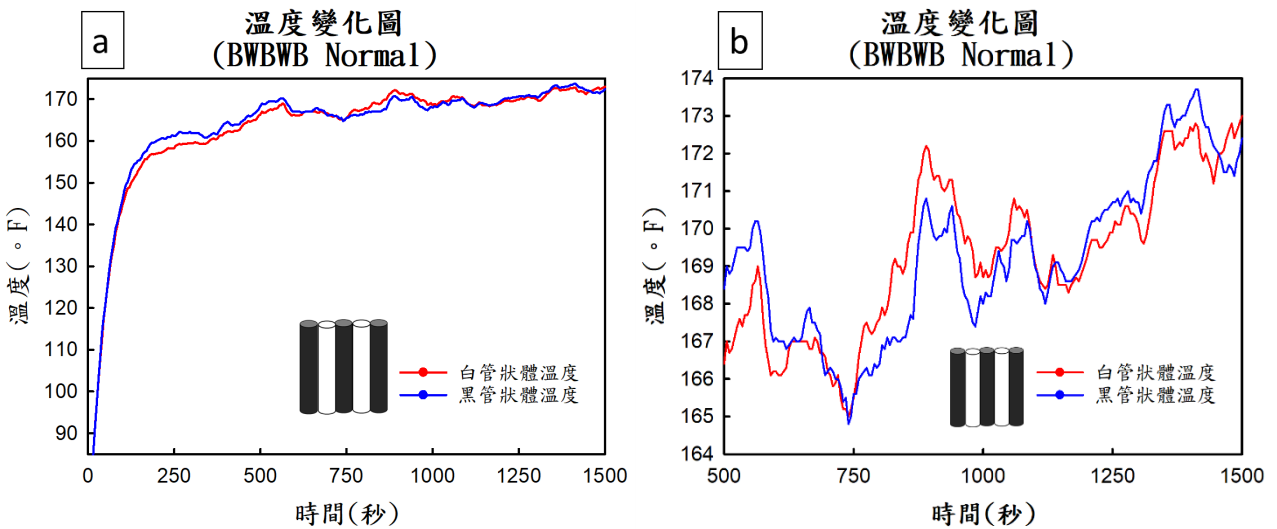 a
溫度變化圖
(BWBWB Normal)
溫度(°F)
170
160
150
140
130
120
110
100
90
0
250
500
750
1000
1250
1500
時間(秒)
白管狀體溫度
黑管狀體溫度
b
溫度變化圖
(BWBWB Normal)
溫度(°F)
174
173
172
171
170
169
168
167
166
165
164
500
750
1000
1250
1500
時間(秒)
白管狀體溫度
黑管狀體溫度